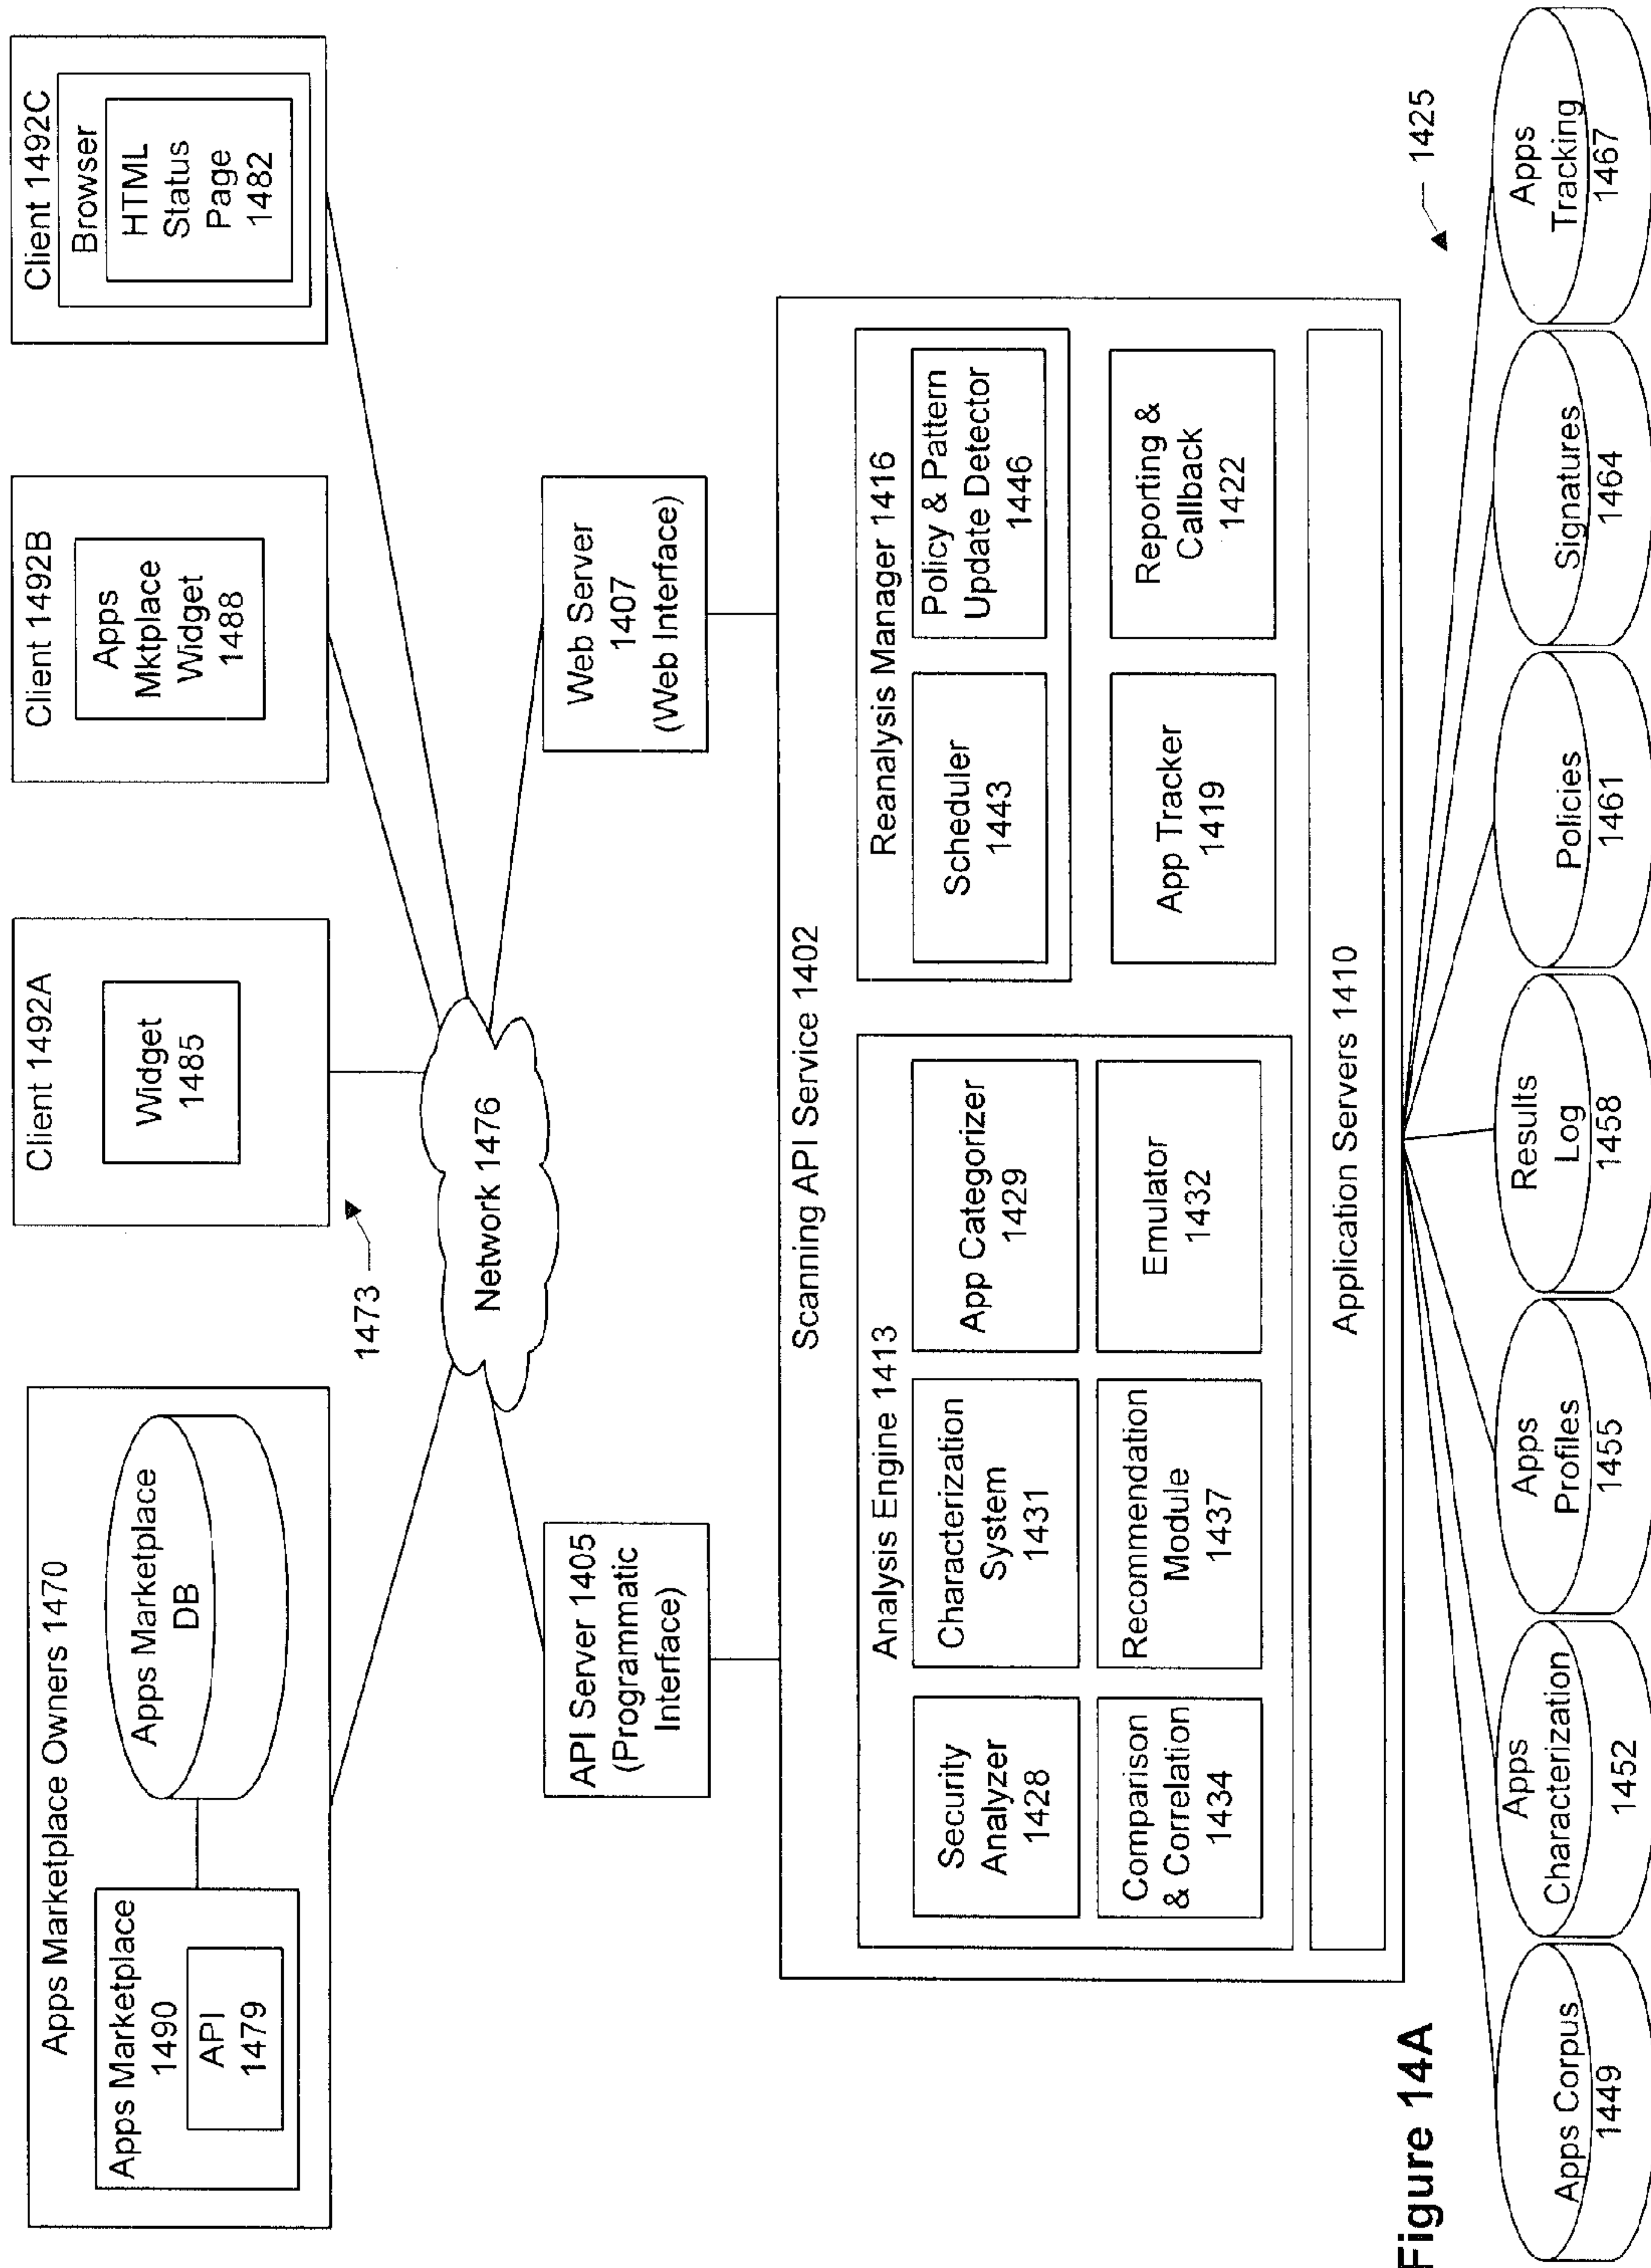 Apps Marketplace Owners 1470
Apps Marketplace
1490
API
1479
Apps Marketplace
DB
Client 1492A
Widget
1485
Client 1492B
Apps
Mktplace
Widget
1488
Client 1492C
Browser
HTML
Status
Page
1482
1473
Network 1476
API Server 1405
(Programmatic
Interface)
Web Server
1407
(Web Interface)
Scanning API Service 1402
Analysis Engine 1413
Security
Analyzer
1428
Characterization
System
1431
App Categorizer
1429
Comparison
& Correlation
1434
Recommendation
Module
1437
Emulator
1432
Reanalysis Manager 1416
Scheduler
1443
Policy & Pattern
Update Detector
1446
App Tracker
1419
Reporting &
Callback
1422
Application Servers 1410
1425
Apps Corpus
1449
Apps
Characterization
1452
Apps
Profiles
1455
Results
Log
1458
Policies
1461
Signatures
1464
Apps
Tracking
1467
Figure 14A